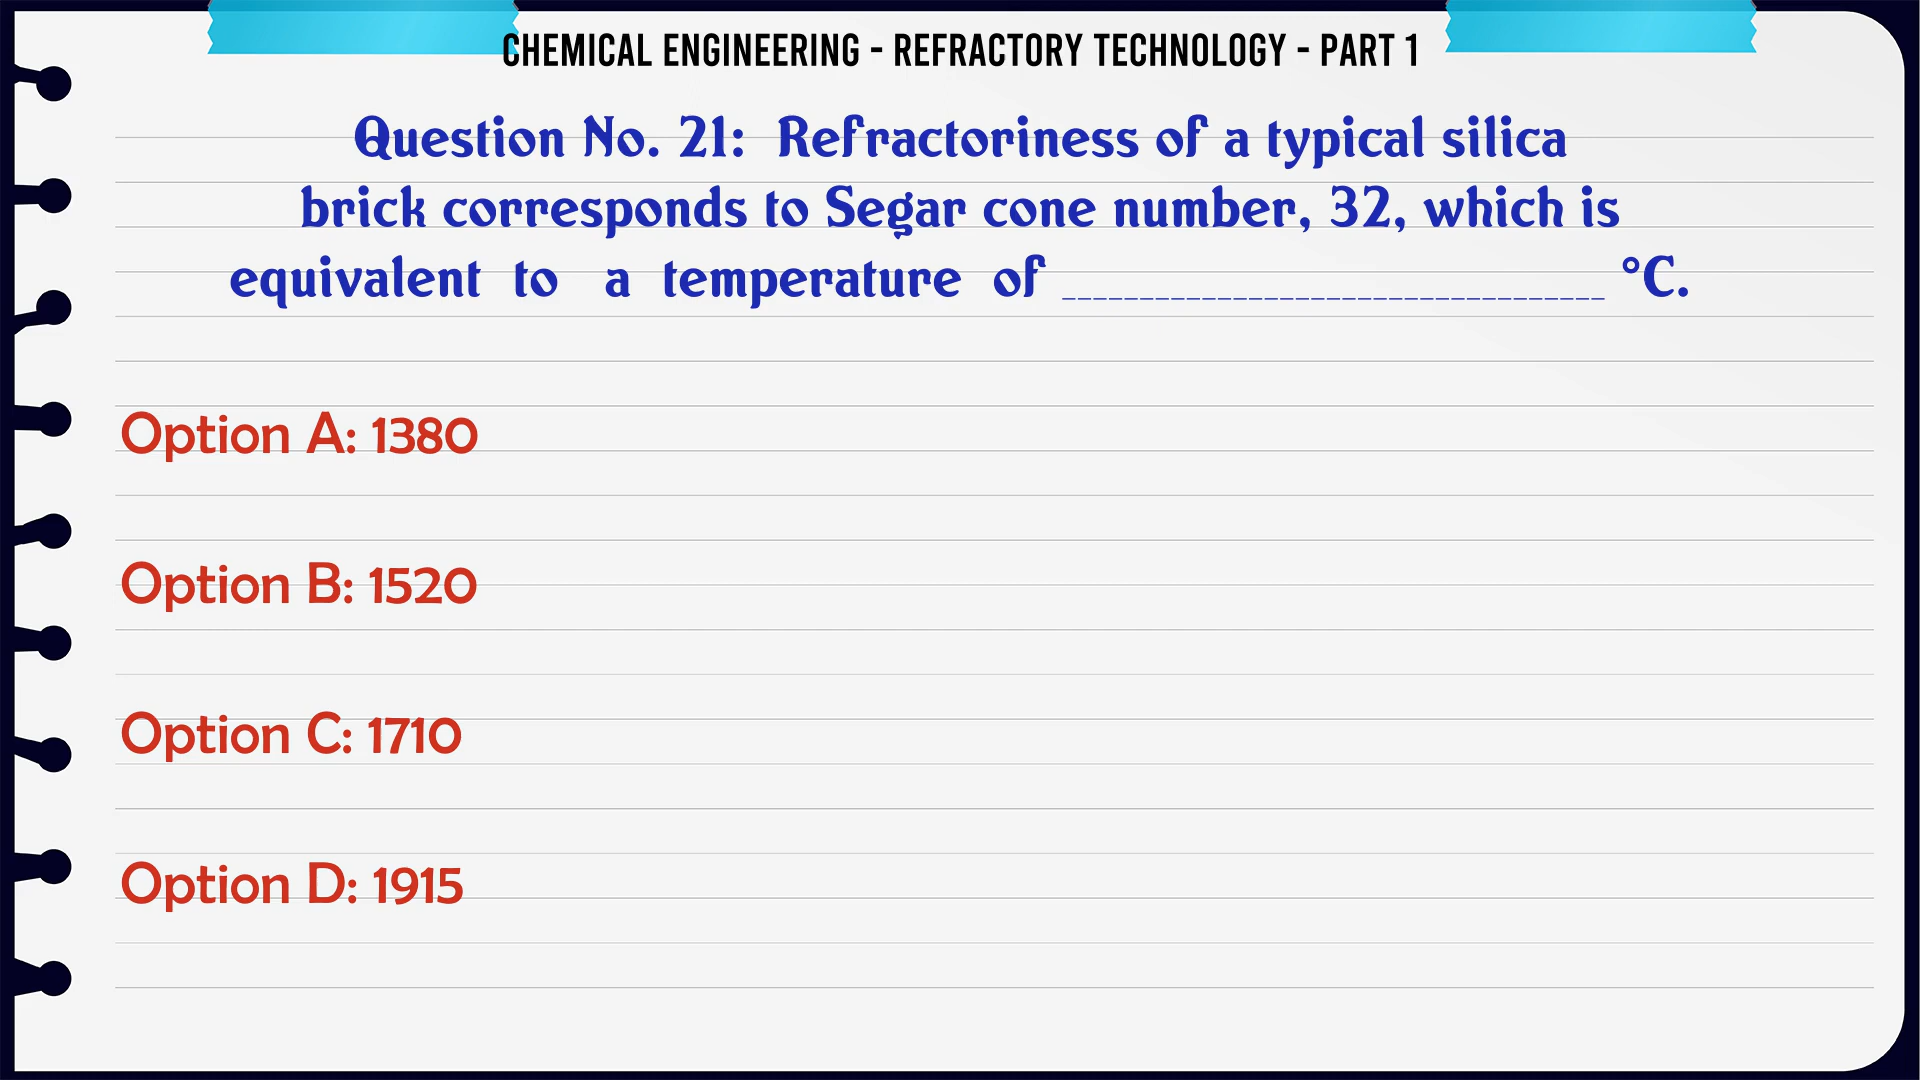 CHEMICAL ENGINEERING - REFRACTORY TECHNOLOGY - PART 1
Question No. 21: Refractoriness of a typical silica
brick corresponds to Segar cone number, 32, which is
equivalent to a temperature of ___________________________________ °C.
Option A: 1380
Option B: 1520
Option C: 1710
Option D: 1915